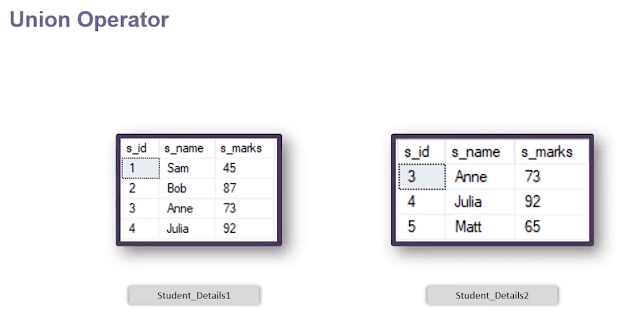 Union Operator
s_id s_name s_marks
1 Sam 45
2 Bob 87
3 Anne 73
4 Julia 92
Student_Details1
s_id s_name s_marks
3 Anne 73
4 Julia 92
5 Matt 65
Student_Details2